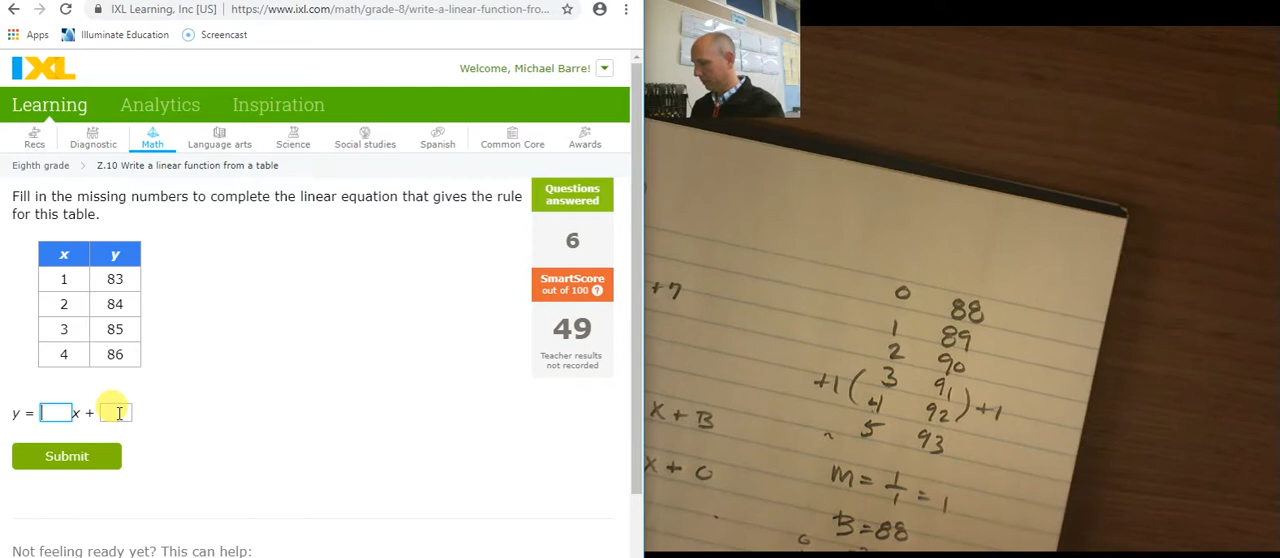 IXL Learning, Inc [US]
https://www.ixl.com/math/grade-8/write-a-linear-function-fro...
Apps
Illuminate Education
Screencast
IXL
Welcome, Michael Barre!
Learning
Analytics
Inspiration
Recs
Diagnostic
Math
Language arts
Science
Social studies
Spanish
Common Core
Awards
Eighth grade > Z.10 Write a linear function from a table
Fill in the missing numbers to complete the linear equation that gives the rule
for this table.
x y
1 83
2 84
3 85
4 86
y = x +
Submit
Questions
answered
6
SmartScore
out of 100 ?
49
Teacher results
not recorded
Not feeling ready yet? This can help:
+7
0 88
1 89
2 90
+1 ( 3 91
4 92 ) +1
5 93
X + B
X + 0
M = 1/1 = 1
B = 88